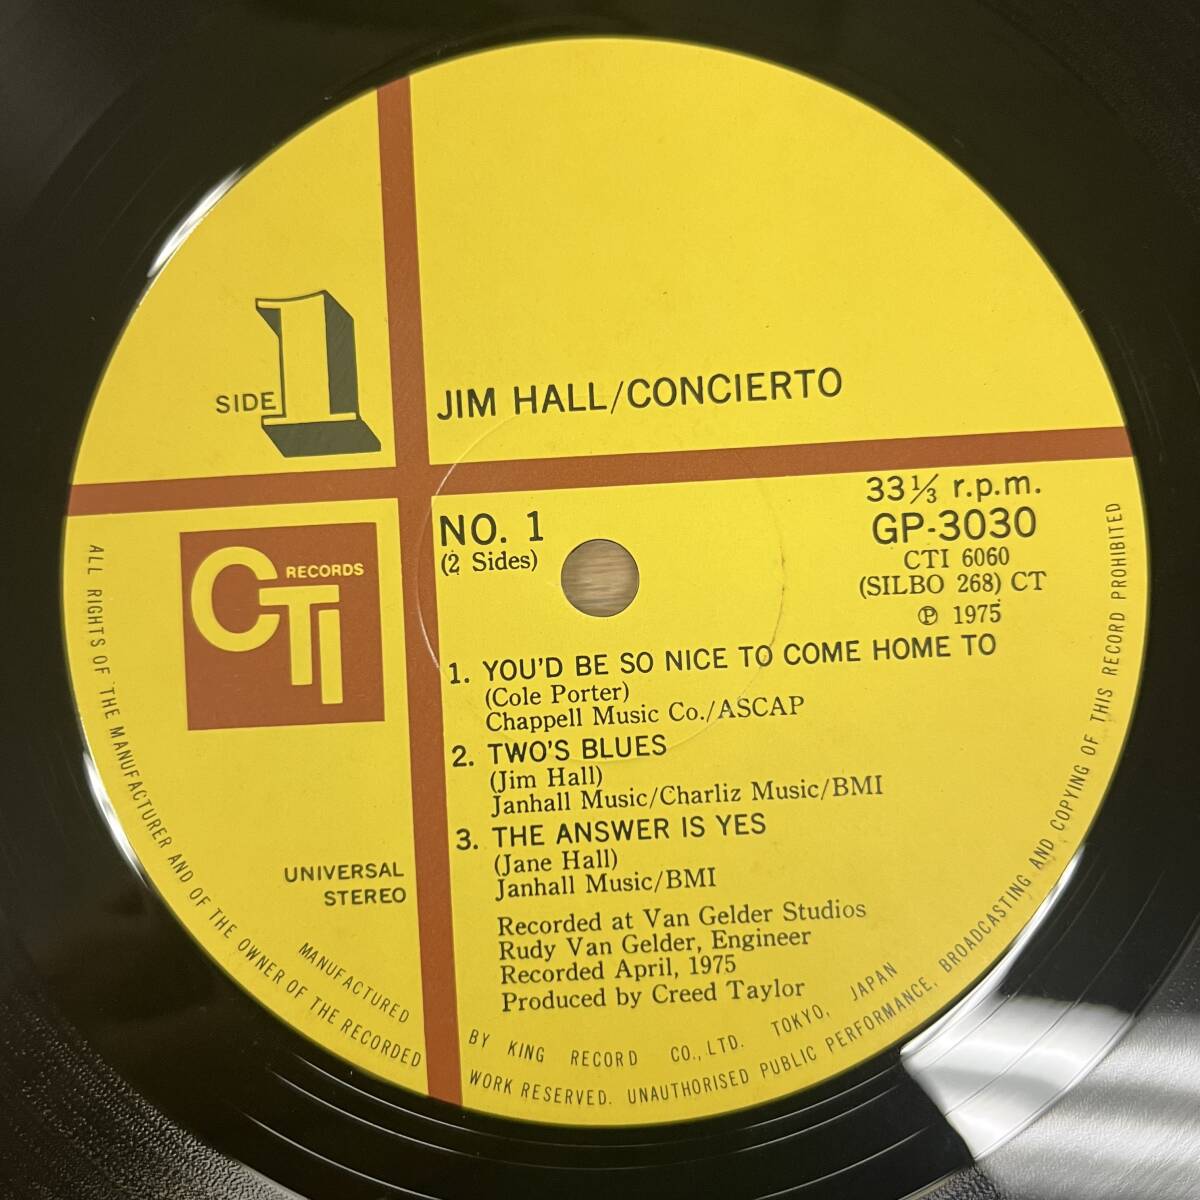 SIDE 1
JIM HALL/CONCIERTO
RECORDS
CTI
NO. 1
(2 Sides)
33⅓ r.p.m.
GP-3030
CTI 6060
(SILBO 268) CT
Ⓟ 1975
1. YOU'D BE SO NICE TO COME HOME TO
(Cole Porter)
Chappell Music Co./ASCAP
2. TWO'S BLUES
(Jim Hall)
Janhall Music/Charliz Music/BMI
3. THE ANSWER IS YES
(Jane Hall)
Janhall Music/BMI
UNIVERSAL
STEREO
Recorded at Van Gelder Studios
Rudy Van Gelder, Engineer
Recorded April, 1975
Produced by Creed Taylor
MANUFACTURED BY KING RECORD CO., LTD. TOKYO, JAPAN
ALL RIGHTS OF THE MANUFACTURER AND OF THE OWNER OF THE RECORDED WORK RESERVED. UNAUTHORISED PUBLIC PERFORMANCE, BROADCASTING AND COPYING OF THIS RECORD PROHIBITED